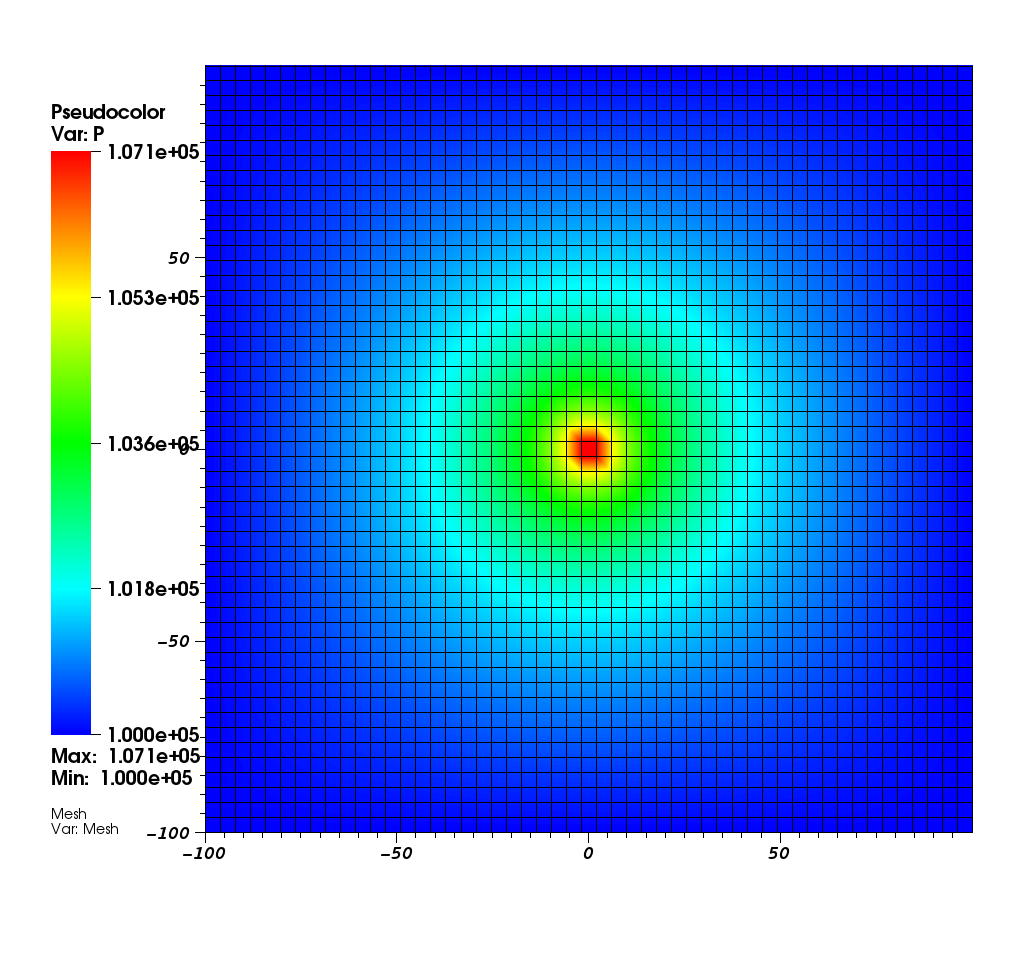 Pseudocolor
Var: P
1.071e+05
1.053e+05
1.036e+05
1.018e+05
1.000e+05
Max: 1.071e+05
Min: 1.000e+05
Mesh
Var: Mesh
50
0
-50
-100
-100 -50 0 50